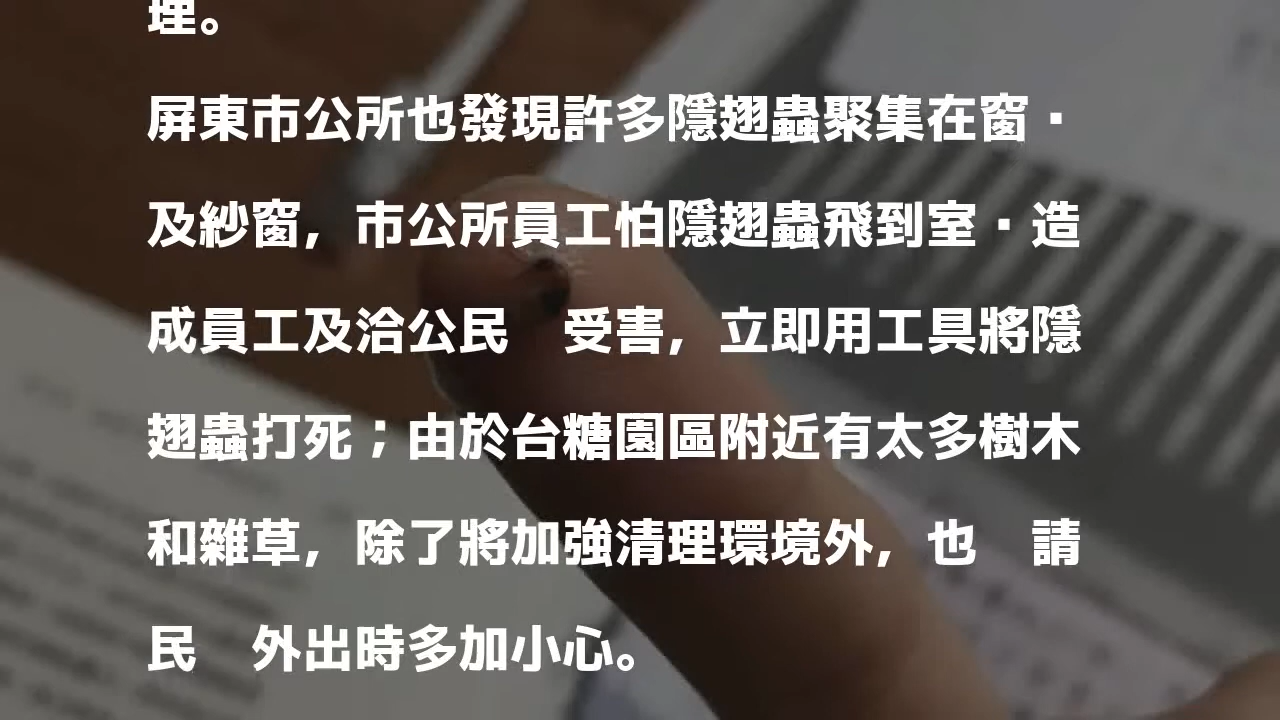 理。
屏東市公所也發現許多隱翅蟲聚集在窗·
及紗窗，市公所員工怕隱翅蟲飛到室·造
成員工及洽公民　受害，立即用工具將隱
翅蟲打死；由於台糖園區附近有太多樹木
和雜草，除了將加強清理環境外，也　請
民　外出時多加小心。